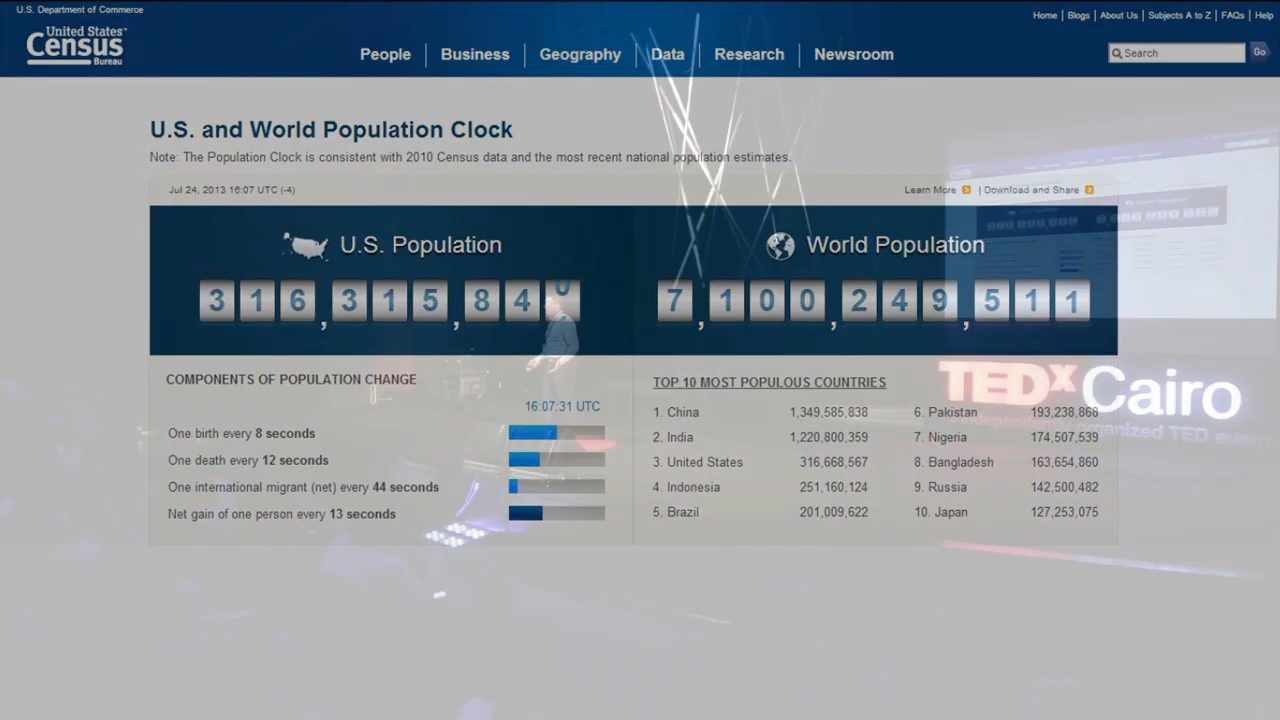 U.S. Department of Commerce
Home | Blogs | About Us | Subjects A to Z | FAQs | Help
United States
Census
Bureau
People | Business | Geography | Data | Research | Newsroom
Search
Go
U.S. and World Population Clock
Note: The Population Clock is consistent with 2010 Census data and the most recent national population estimates.
Jul 24, 2013 16:07 UTC (-4)
Learn More | Download and Share
U.S. Population
World Population
316,315,840
7,100,249,511
COMPONENTS OF POPULATION CHANGE
16:07:31 UTC
One birth every 8 seconds
One death every 12 seconds
One international migrant (net) every 44 seconds
Net gain of one person every 13 seconds
TOP 10 MOST POPULOUS COUNTRIES
1. China 1,349,585,838
2. India 1,220,800,359
3. United States 316,668,567
4. Indonesia 251,160,124
5. Brazil 201,009,622
6. Pakistan 193,238,868
7. Nigeria 174,507,539
8. Bangladesh 163,654,860
9. Russia 142,500,482
10. Japan 127,253,075
TEDxCairo
independently organized TED event